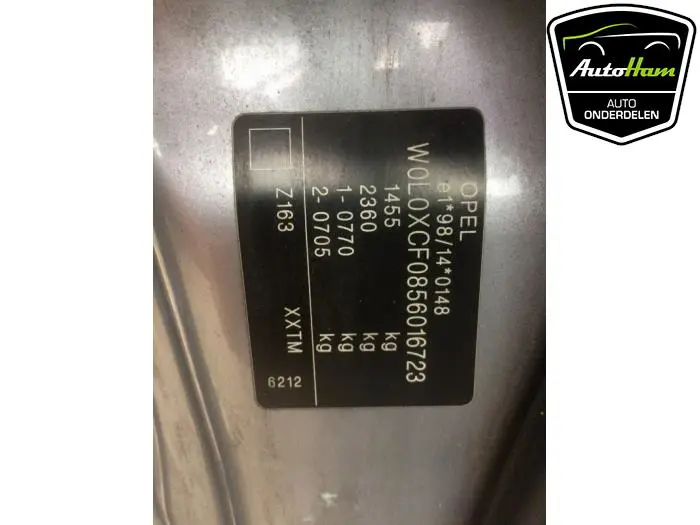 OPEL
e1*98/14*0148
W0L0XCF0856016723
1455 kg
2360 kg
1- 0770 kg
2- 0705 kg
Z163 XXTM
6212
AutoHam
AUTO
ONDERDELEN